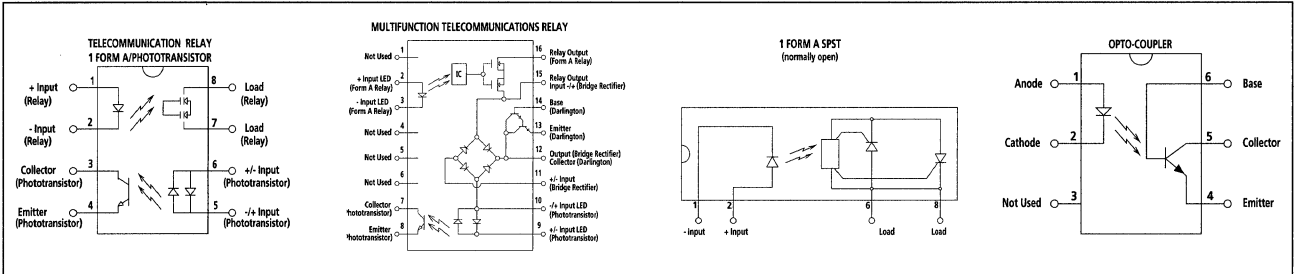 TELECOMMUNICATION RELAY
1 FORM A/PHOTOTRANSISTOR
+ Input
(Relay)
1
8
Load
(Relay)
- Input
(Relay)
2
7
Load
(Relay)
Collector
(Phototransistor)
3
6
+/- Input
(Phototransistor)
Emitter
(Phototransistor)
4
5
-/+ Input
(Phototransistor)
MULTIFUNCTION TELECOMMUNICATIONS RELAY
Not Used
1
+ Input LED
(Form A Relay)
2
- Input LED
(Form A Relay)
3
Not Used
4
Not Used
5
Not Used
6
Collector
hototransistor)
7
Emitter
hototransistor)
8
IC
16
Relay Output
(Form A Relay)
15
Relay Output
Input -/+ (Bridge Rectifier)
14
Base
(Darlington)
13
Emitter
(Darlington)
12
Output (Bridge Rectifier)
Collector (Darlington)
11
+/- Input
(Bridge Rectifier)
10
-/+ Input LED
(Phototransistor)
9
+/- Input LED
(Phototransistor)
1 FORM A SPST
(normally open)
1
2
6
8
- Input
+ Input
Load
Load
OPTO-COUPLER
Anode
1
6
Base
Cathode
2
5
Collector
Not Used
3
4
Emitter